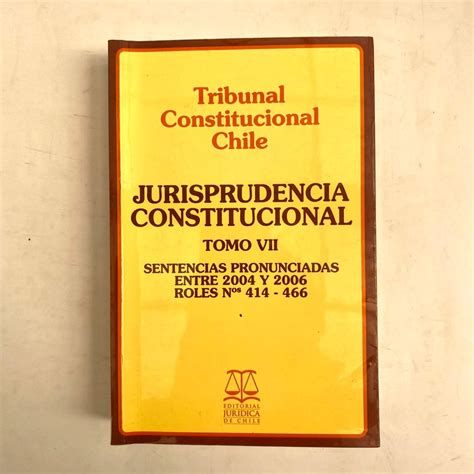 Tribunal
Constitucional
Chile
JURISPRUDENCIA
CONSTITUCIONAL
TOMO VII
SENTENCIAS PRONUNCIADAS
ENTRE 2004 Y 2006
ROLES Nos 414 - 466
EDITORIAL
JURIDICA
DE CHILE